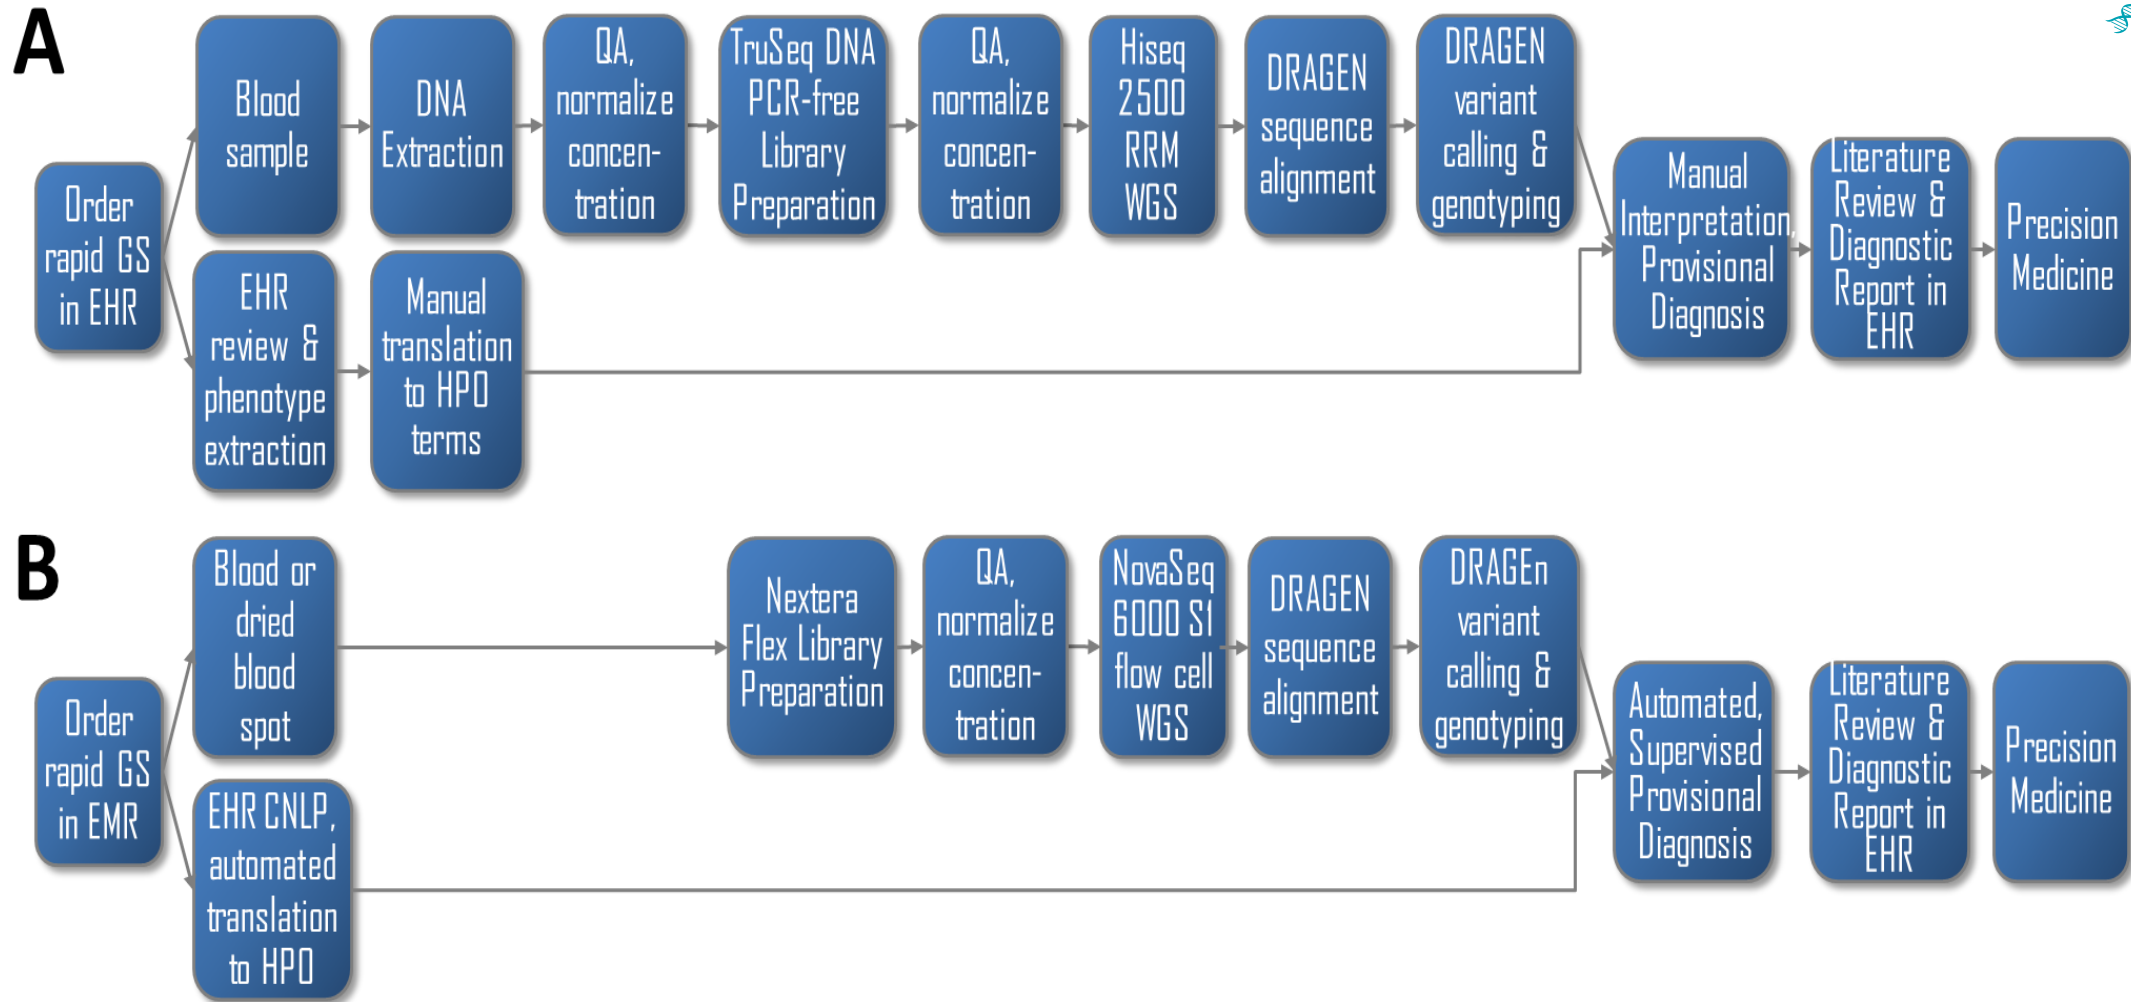 A
Order
rapid GS
in EHR
Blood
sample
DNA
Extraction
QA,
normalize
concen-
tration
TruSeq DNA
PCR-free
Library
Preparation
QA,
normalize
concen-
tration
Hiseq
2500
RRM
WGS
DRAGEN
sequence
alignment
DRAGEN
variant
calling &
genotyping
EHR
review &
phenotype
extraction
Manual
translation
to HPO
terms
Manual
Interpretation,
Provisional
Diagnosis
Literature
Review &
Diagnostic
Report in
EHR
Precision
Medicine
B
Order
rapid GS
in EMR
Blood or
dried
blood
spot
Nextera
Flex Library
Preparation
QA,
normalize
concen-
tration
NovaSeq
6000 S1
flow cell
WGS
DRAGEN
sequence
alignment
DRAGEn
variant
calling &
genotyping
EHR CNLP,
automated
translation
to HPO
Automated,
Supervised
Provisional
Diagnosis
Literature
Review &
Diagnostic
Report in
EHR
Precision
Medicine